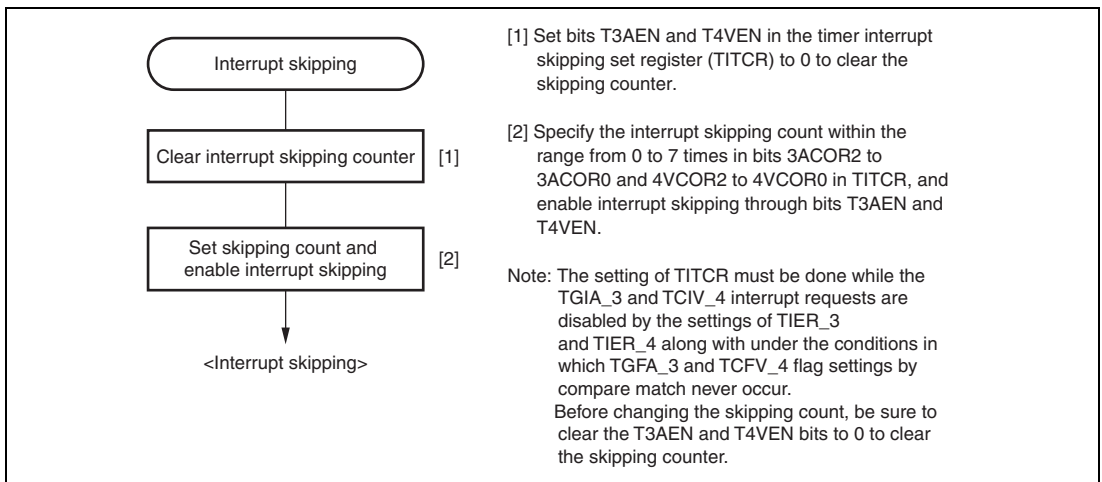 Interrupt skipping
Clear interrupt skipping counter
[1]
Set skipping count and
enable interrupt skipping
[2]
<Interrupt skipping>
[1] Set bits T3AEN and T4VEN in the timer interrupt
skipping set register (TITCR) to 0 to clear the
skipping counter.
[2] Specify the interrupt skipping count within the
range from 0 to 7 times in bits 3ACOR2 to
3ACOR0 and 4VCOR2 to 4VCOR0 in TITCR, and
enable interrupt skipping through bits T3AEN and
T4VEN.
Note: The setting of TITCR must be done while the
TGIA_3 and TCIV_4 interrupt requests are
disabled by the settings of TIER_3
and TIER_4 along with under the conditions in
which TGFA_3 and TCFV_4 flag settings by
compare match never occur.
Before changing the skipping count, be sure to
clear the T3AEN and T4VEN bits to 0 to clear
the skipping counter.